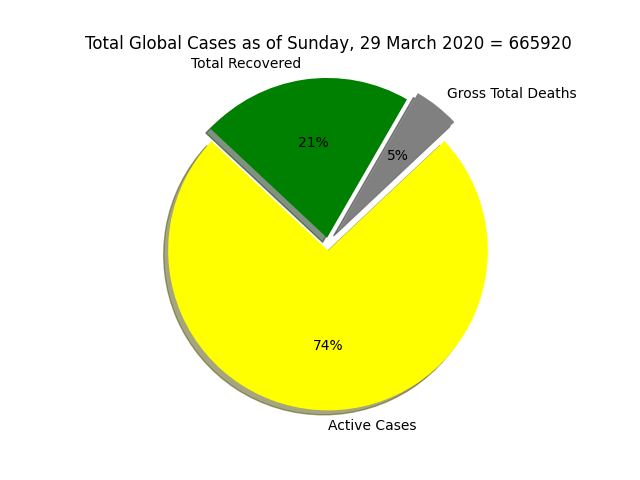 Total Global Cases as of Sunday, 29 March 2020 = 665920
Total Recovered
Gross Total Deaths
21%
5%
74%
Active Cases